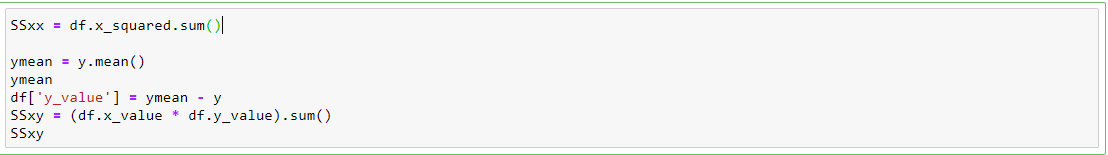 SSxx = df.x_squared.sum()
ymean = y.mean()
ymean
df['y_value'] = ymean - y
SSxy = (df.x_value * df.y_value).sum()
SSxy